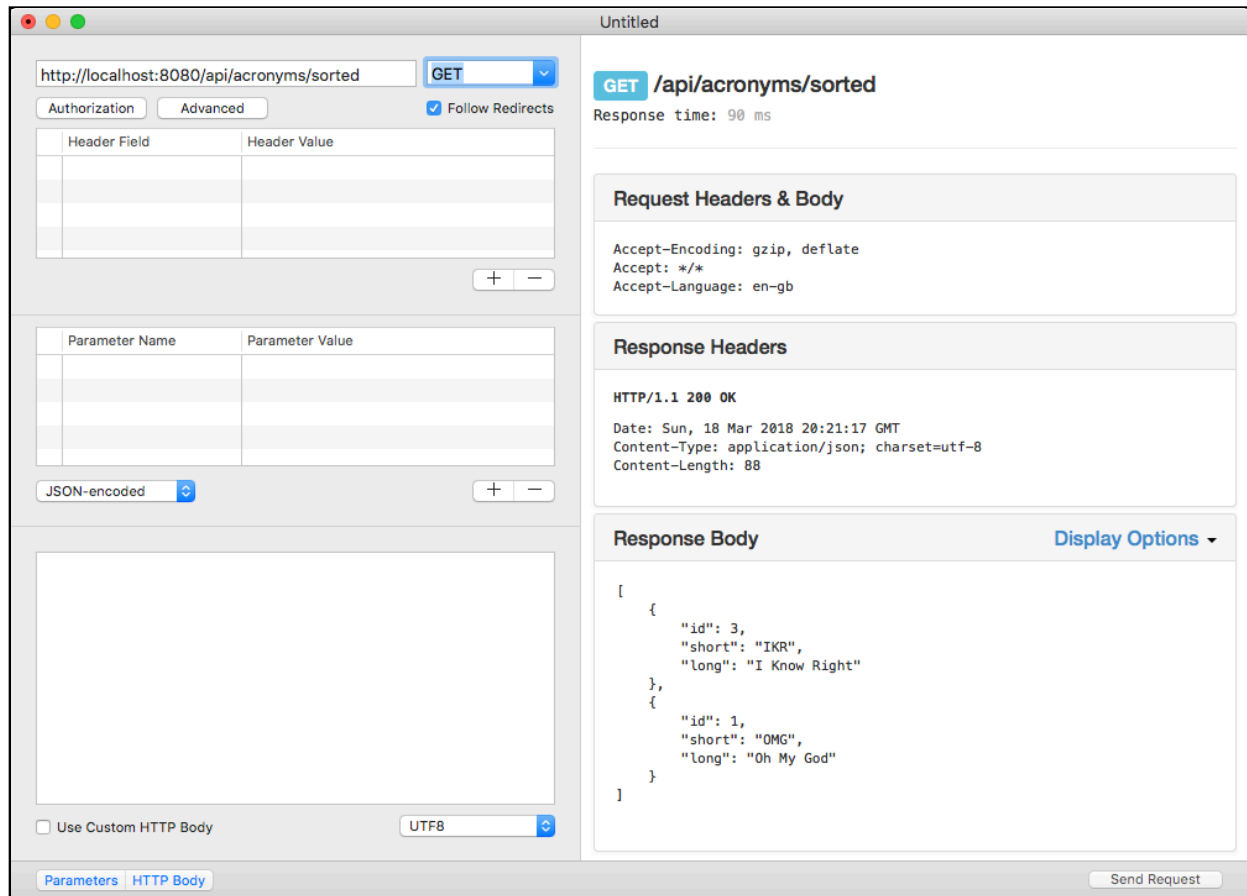 Untitled
http://localhost:8080/api/acronyms/sorted GET
Authorization Advanced Follow Redirects
Header Field Header Value
+ −
Parameter Name Parameter Value
JSON-encoded + −
Use Custom HTTP Body UTF8
Parameters HTTP Body
GET /api/acronyms/sorted
Response time: 90 ms
Request Headers & Body
Accept-Encoding: gzip, deflate
Accept: */*
Accept-Language: en-gb
Response Headers
HTTP/1.1 200 OK
Date: Sun, 18 Mar 2018 20:21:17 GMT
Content-Type: application/json; charset=utf-8
Content-Length: 88
Response Body Display Options
[
    {
        "id": 3,
        "short": "IKR",
        "long": "I Know Right"
    },
    {
        "id": 1,
        "short": "OMG",
        "long": "Oh My God"
    }
]
Send Request